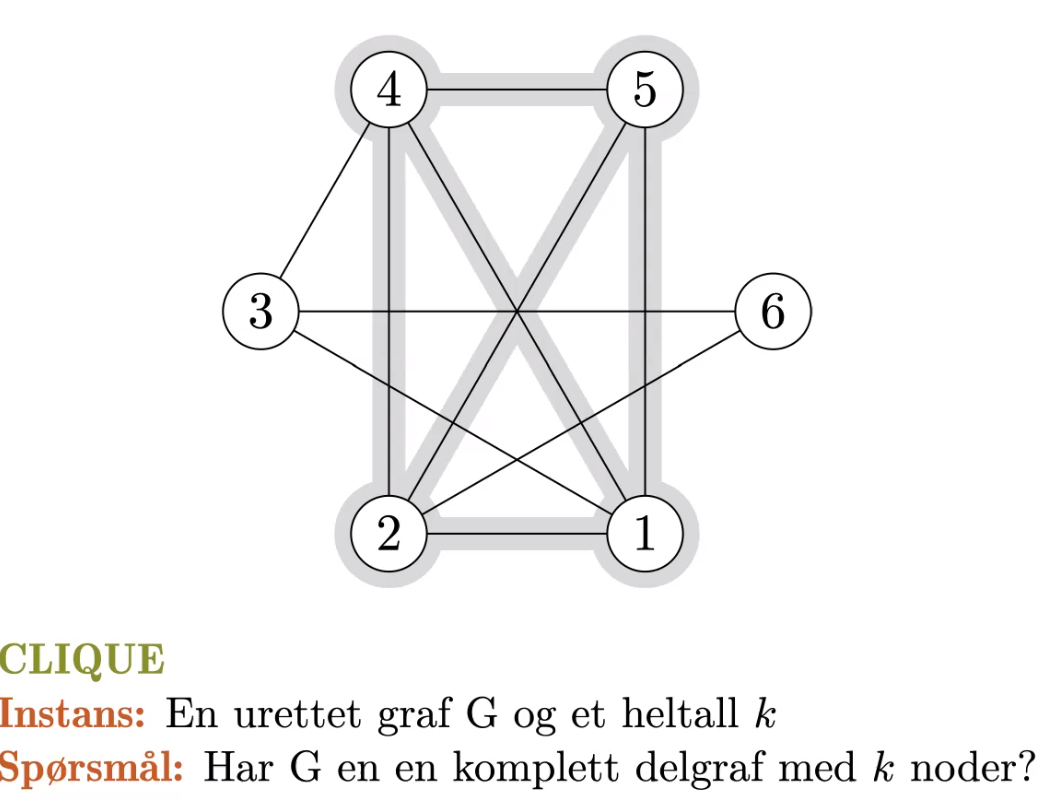 4 5
3 6
2 1
CLIQUE
Instans: En urettet graf G og et heltall k
Spørsmål: Har G en en komplett delgraf med k noder?